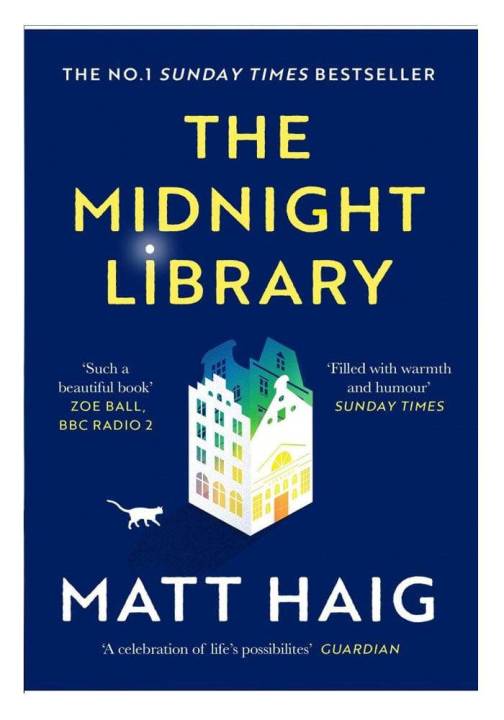 THE NO.1 SUNDAY TIMES BESTSELLER
THE
MIDNIGHT
LiBRARY
‘Such a
beautiful book’
ZOE BALL,
BBC RADIO 2
‘Filled with warmth
and humour’
SUNDAY TIMES
MATT HAIG
‘A celebration of life’s possibilites’ GUARDIAN